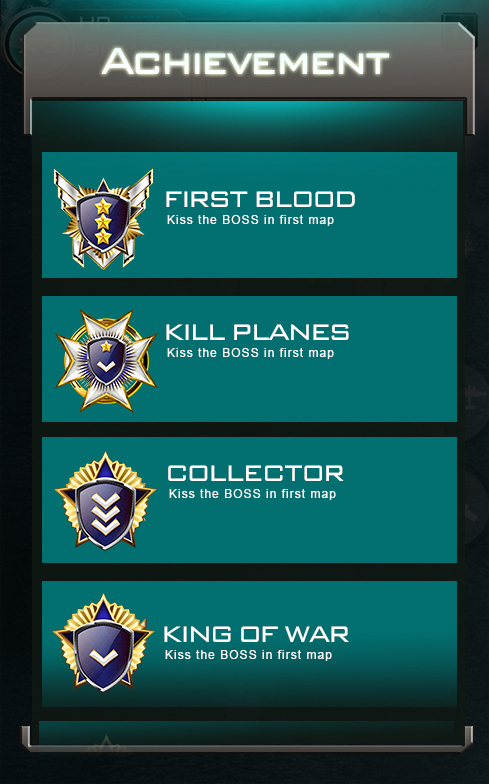 ACHIEVEMENT
FIRST BLOOD
Kiss the BOSS in first map
KILL PLANES
Kiss the BOSS in first map
COLLECTOR
Kiss the BOSS in first map
KING OF WAR
Kiss the BOSS in first map